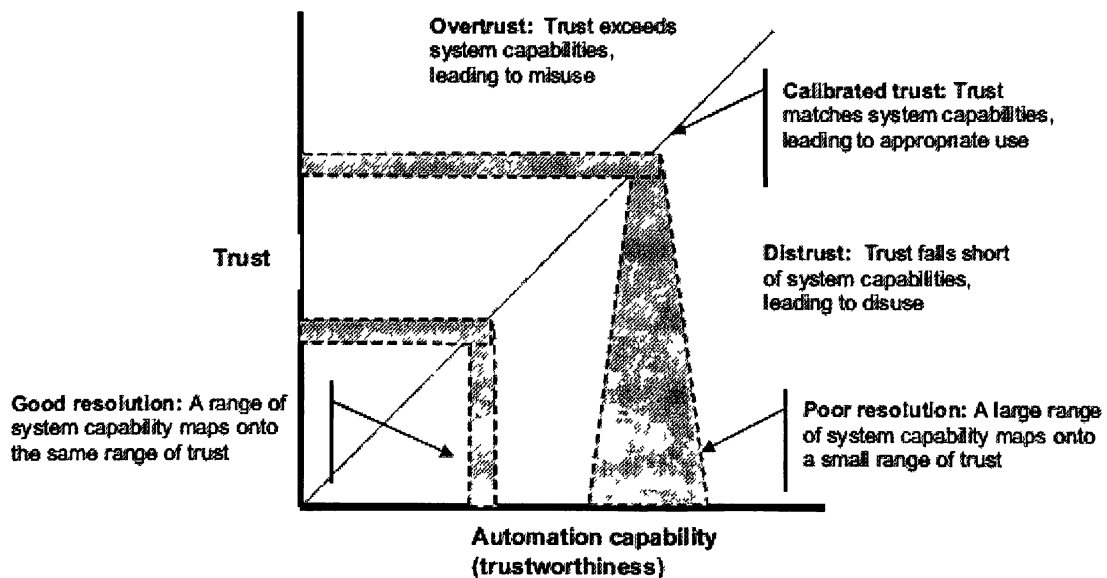 Overtrust: Trust exceeds
system capabilities,
leading to misuse
Calibrated trust: Trust
matches system capabilities,
leading to appropriate use
Trust
Distrust: Trust falls short
of system capabilities,
leading to disuse
Good resolution: A range of
system capability maps onto
the same range of trust
Poor resolution: A large range
of system capability maps onto
a small range of trust
Automation capability
(trustworthiness)